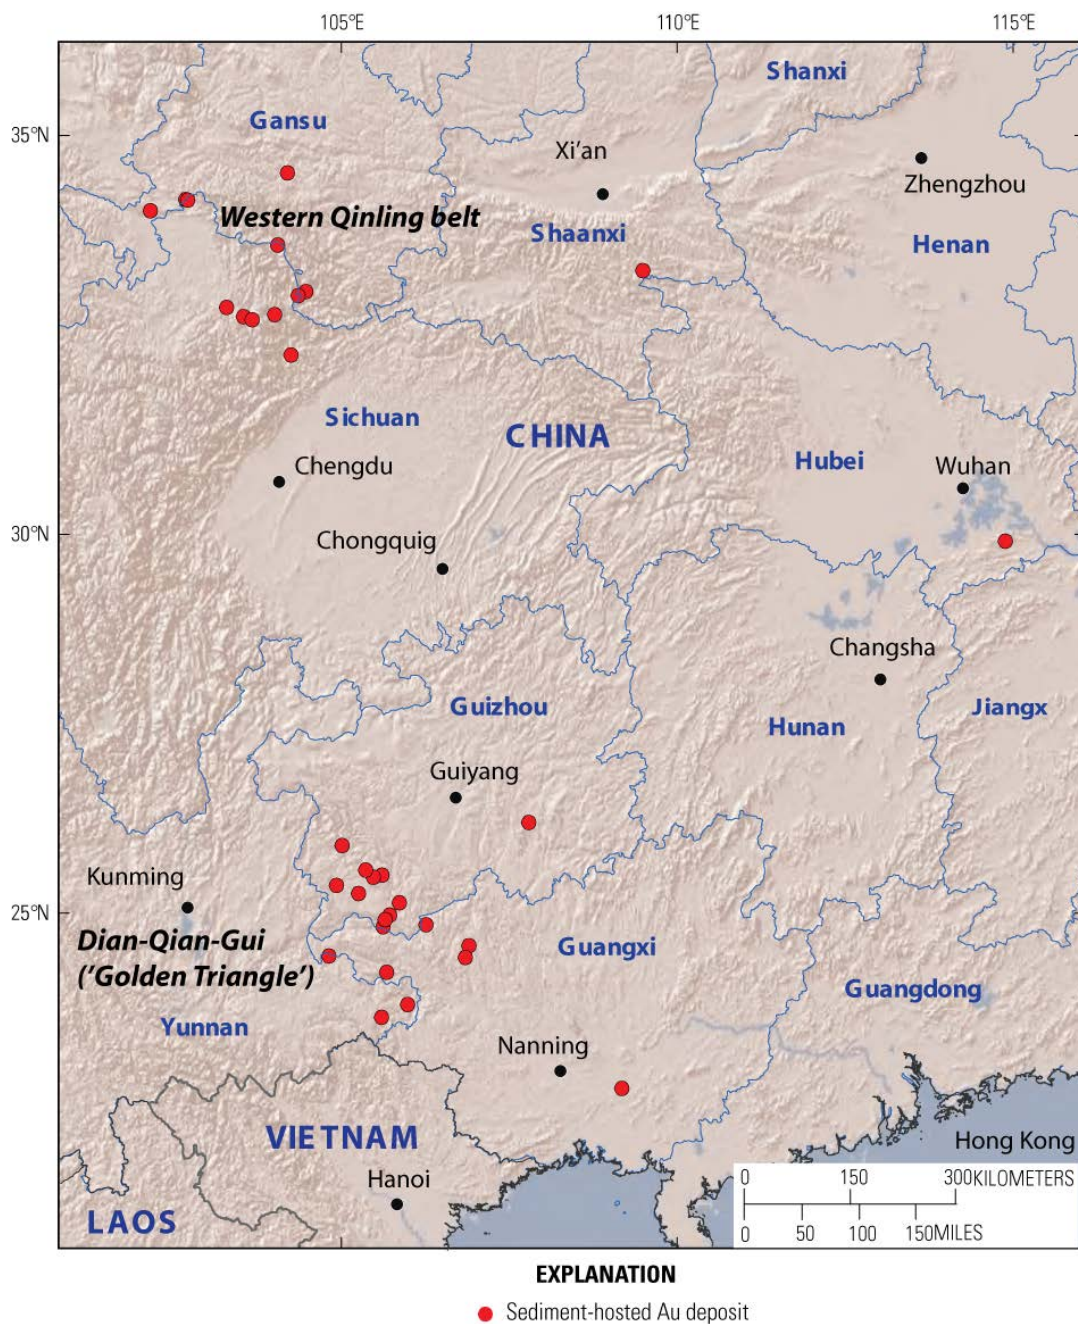 105°E
110°E
115°E
Shanxi
Gansu
35°N
Xi’an
Zhengzhou
Western Qinling belt
Shaanxi
Henan
Sichuan
CHINA
Hubei
Wuhan
Chengdu
30°N
Chongquig
Changsha
Guizhou
Jiangx
Hunan
Guiyang
Kunming
25°N
Dian-Qian-Gui
(’Golden Triangle’)
Guangxi
Guangdong
Yunnan
Nanning
VIETNAM
Hong Kong
Hanoi
LAOS
0 150 300KILOMETERS
0 50 100 150MILES
EXPLANATION
Sediment-hosted Au deposit